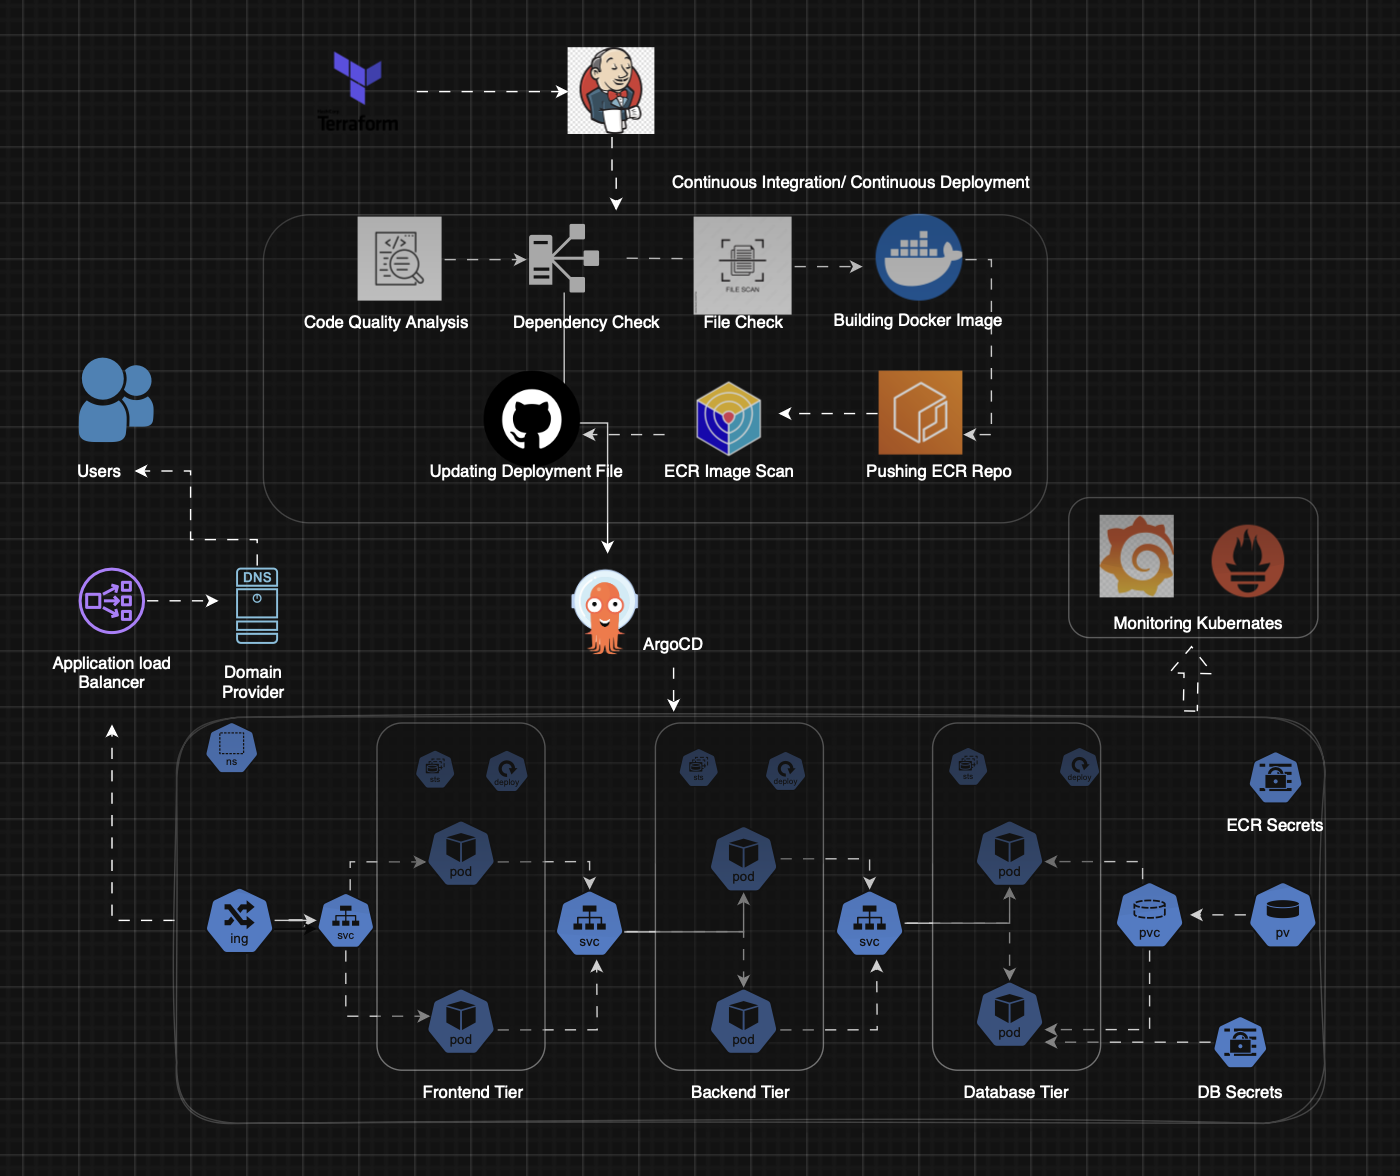 Terraform
Continuous Integration/ Continuous Deployment
</>
FILE SCAN
Code Quality Analysis
Dependency Check
File Check
Building Docker Image
Updating Deployment File
ECR Image Scan
Pushing ECR Repo
Users
DNS
Application load
Balancer
Domain
Provider
ArgoCD
Monitoring Kubernates
ns
sts
deploy
sts
deploy
sts
deploy
ECR Secrets
pod
pod
pod
ing
svc
svc
svc
pvc
pv
pod
pod
pod
Frontend Tier
Backend Tier
Database Tier
DB Secrets